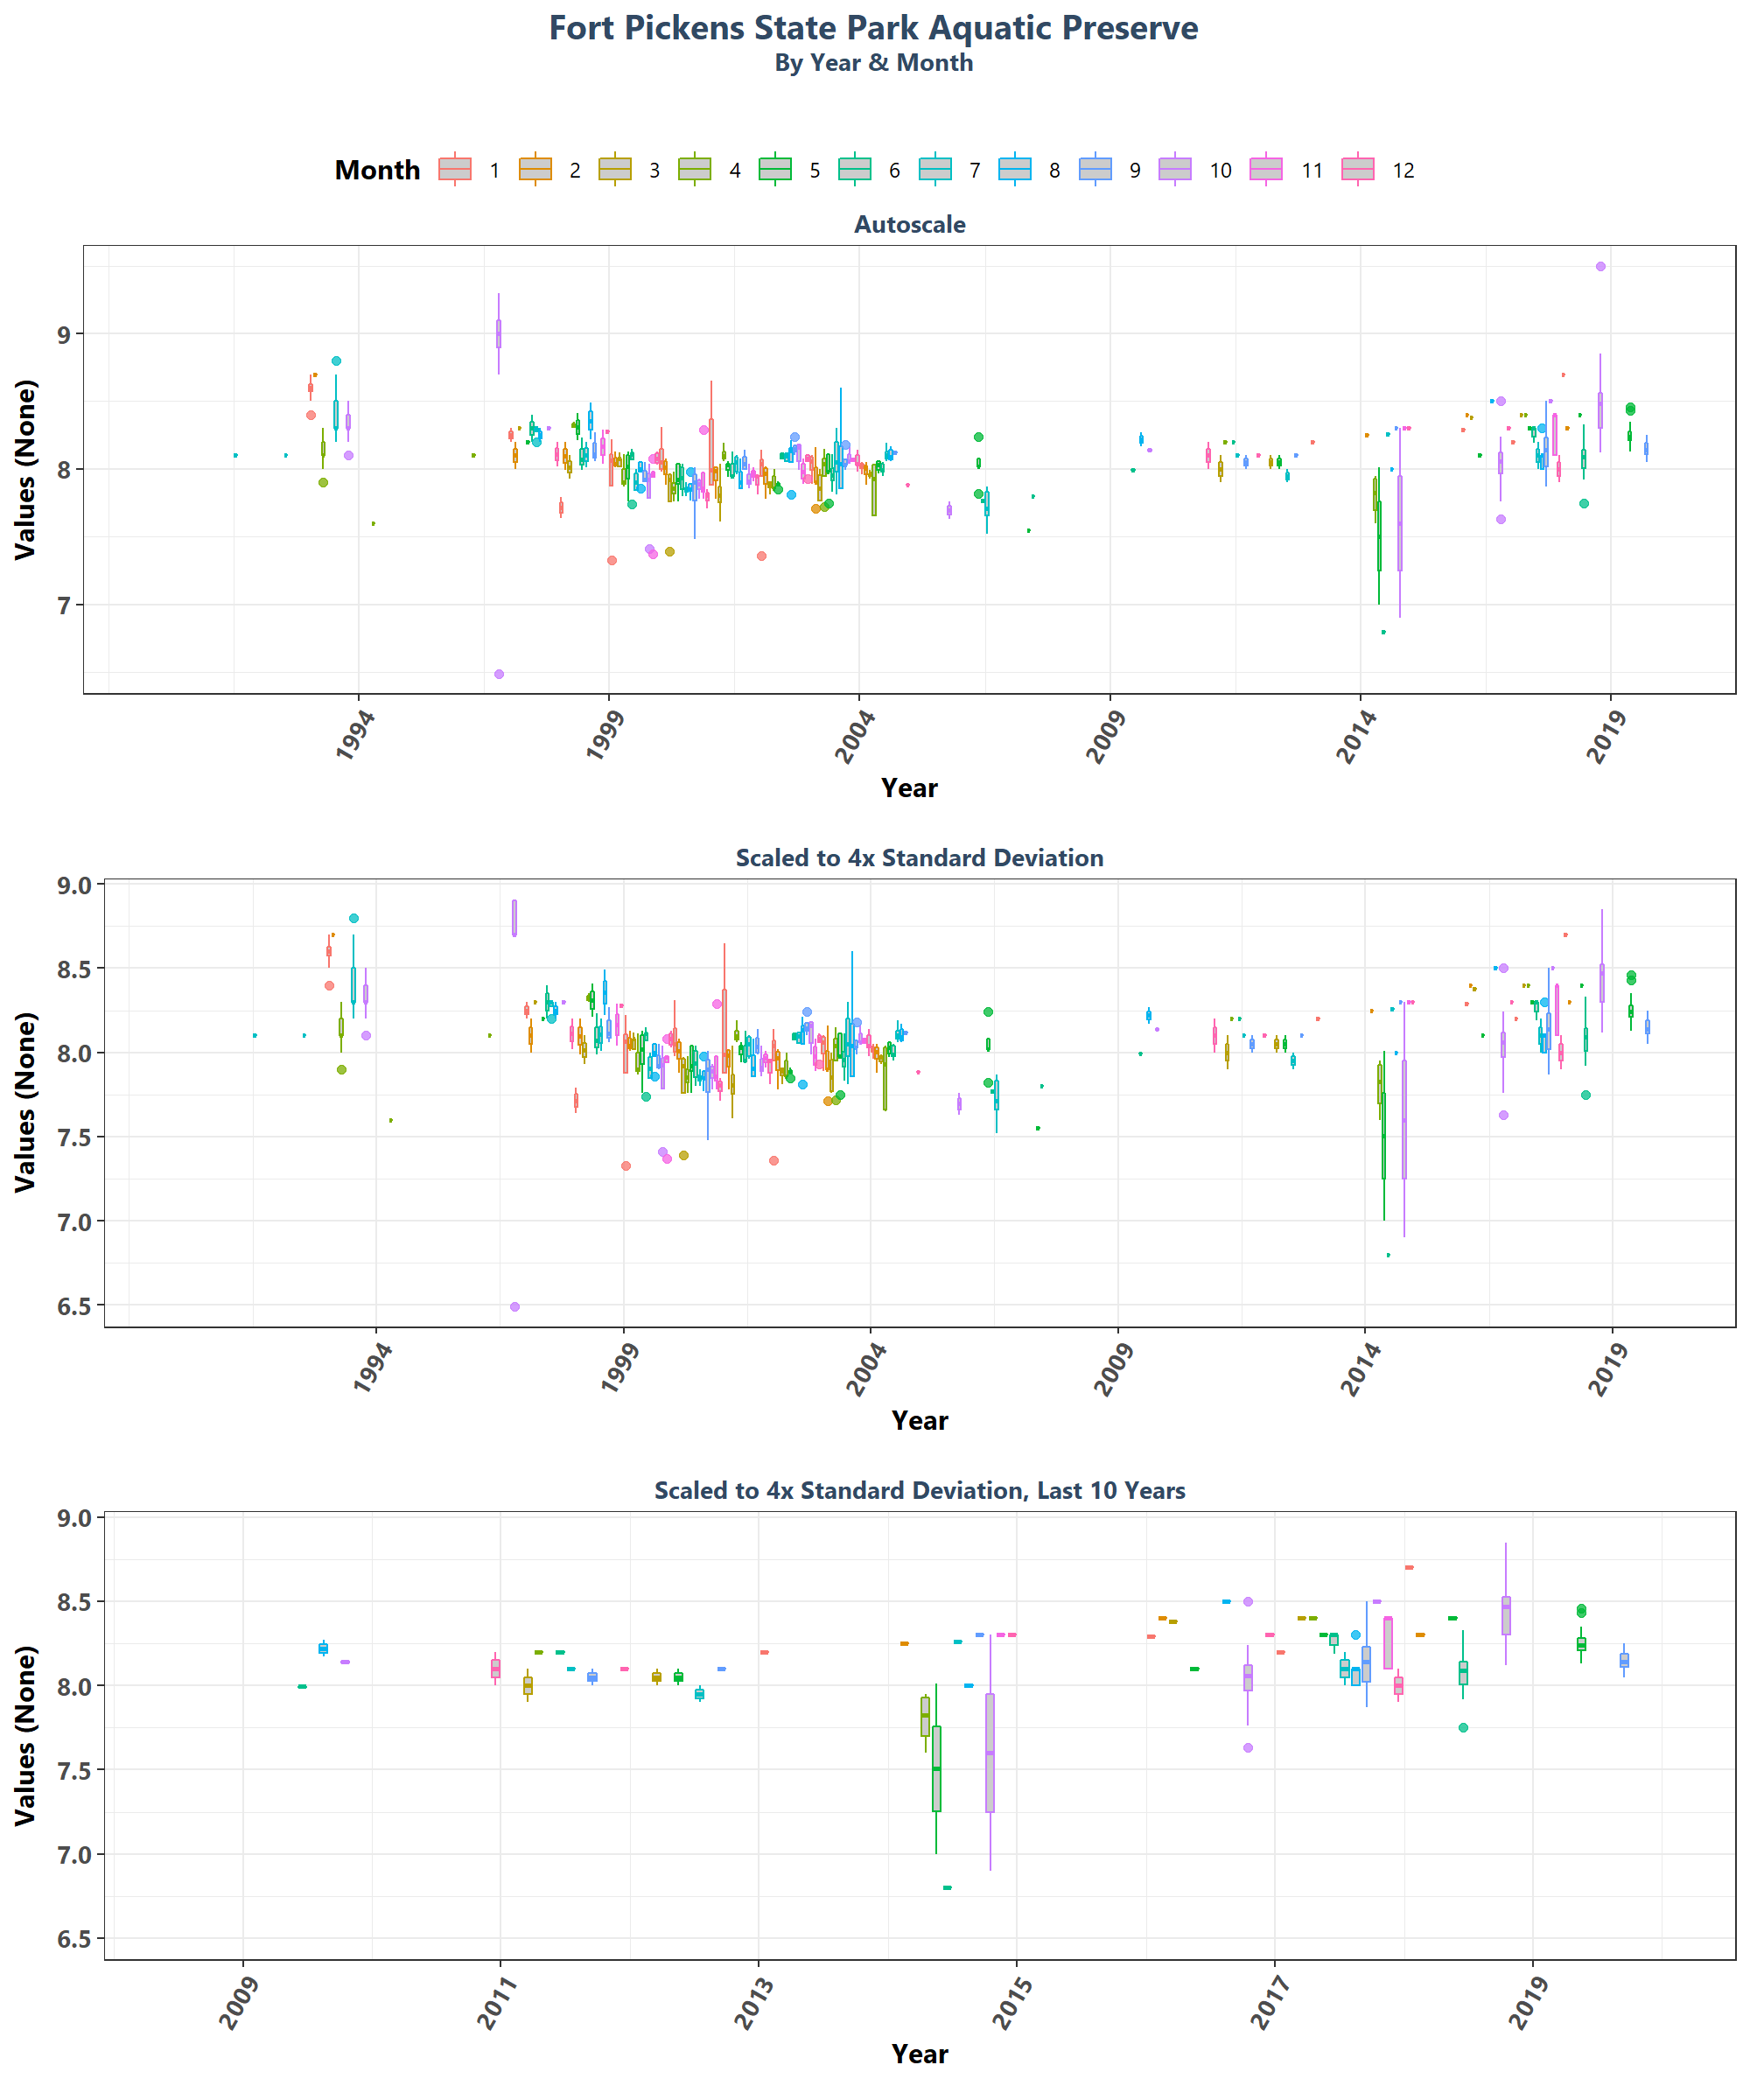 Fort Pickens State Park Aquatic Preserve
By Year & Month
Month 1 2 3 4 5 6 7 8 9 10 11 12
Autoscale
Values (None)
9
8
7
1994 1999 2004 2009 2014 2019
Year
Scaled to 4x Standard Deviation
Values (None)
9.0
8.5
8.0
7.5
7.0
6.5
1994 1999 2004 2009 2014 2019
Year
Scaled to 4x Standard Deviation, Last 10 Years
Values (None)
9.0
8.5
8.0
7.5
7.0
6.5
2009 2011 2013 2015 2017 2019
Year